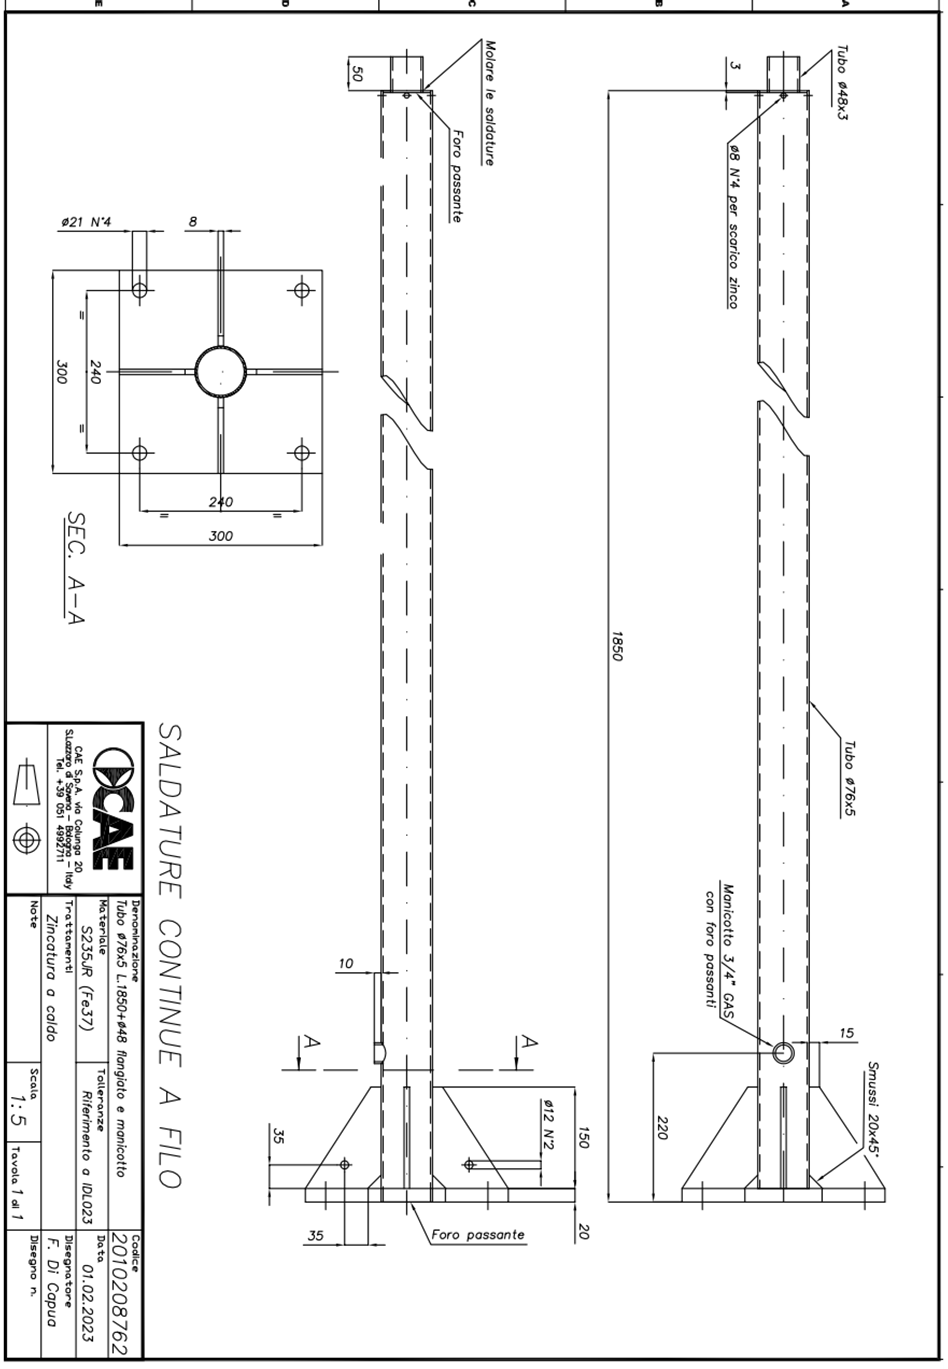 E
D
C
B
A
Tubo ø48x3
3
ø8 N°4 per scarico zinco
1850
Tubo ø76x5
Manicotto 3/4" GAS
con foro passanti
15
Smussi 20x45°
220
50
Molare le saldature
Foro passante
10
A
A
ø12 N°2
150
20
35
35
Foro passante
ø21 N°4
8
=
240
=
300
240
=
=
300
SEC. A-A
SALDATURE CONTINUE A FILO
CAE
CAE S.p.A. via Colunga 20
S.Lazzaro di Savena - Bologna - Italy
Tel. +39 051 4992711
Denominazione
Tubo ø76x5 L.1850+ø48 flangiato e manicotto
Codice
2010208762
Materiale
S235JR (Fe37)
Tolleranze
Riferimento a IDL023
Data
01.02.2023
Trattamenti
Zincatura a caldo
Disegnatore
F. Di Capua
Note
Scala
1:5
Tavola 1 di 1
Disegno n.